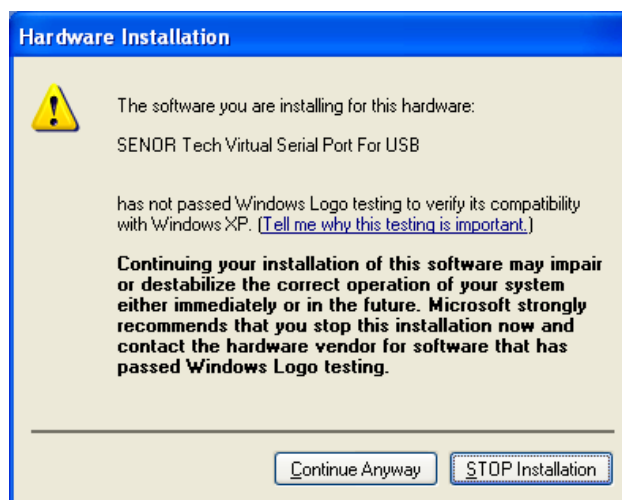 Hardware Installation
The software you are installing for this hardware:
SENOR Tech Virtual Serial Port For USB
has not passed Windows Logo testing to verify its compatibility
with Windows XP. (Tell me why this testing is important.)
Continuing your installation of this software may impair
or destabilize the correct operation of your system
either immediately or in the future. Microsoft strongly
recommends that you stop this installation now and
contact the hardware vendor for software that has
passed Windows Logo testing.
Continue Anyway
STOP Installation